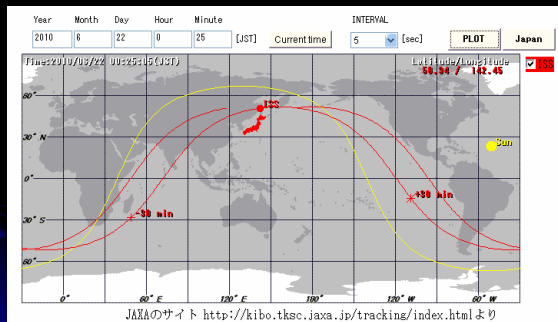 Year Month Day Hour Minute INTERVAL
2010 6 22 0 25 [JST] Current time 5 [sec] PLOT Japan
Time:2010/06/22 00:25:05(JST) Latitude/Longitude ISS
50.94 / 142.45
60°
ISS
30° N
Sun
0°
+30 min
-30 min
30° S
60°
0° 60° E 120° E 180° 120° W 60° W
JAXAのサイト http://kibo.tksc.jaxa.jp/tracking/index.htmlより